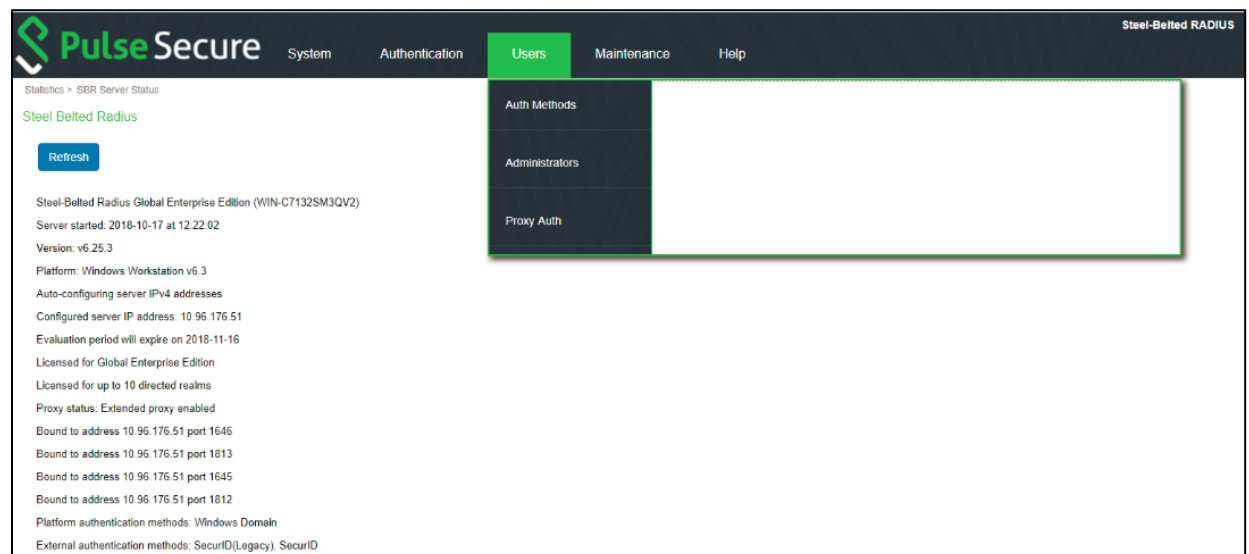 Steel-Belted RADIUS
Pulse Secure
System Authentication Users Maintenance Help
Statistics > SBR Server Status
Steel Belted Radius
Refresh
Auth Methods
Administrators
Proxy Auth
Steel-Belted Radius Global Enterprise Edition (WIN-C7132SM3QV2)
Server started: 2018-10-17 at 12:22:02
Version: v6.25.3
Platform: Windows Workstation v6.3
Auto-configuring server IPv4 addresses
Configured server IP address: 10.96.176.51
Evaluation period will expire on 2018-11-16
Licensed for Global Enterprise Edition
Licensed for up to 10 directed realms
Proxy status: Extended proxy enabled
Bound to address 10.96.176.51 port 1646
Bound to address 10.96.176.51 port 1813
Bound to address 10.96.176.51 port 1645
Bound to address 10.96.176.51 port 1812
Platform authentication methods: Windows Domain
External authentication methods: SecurID(Legacy), SecurID